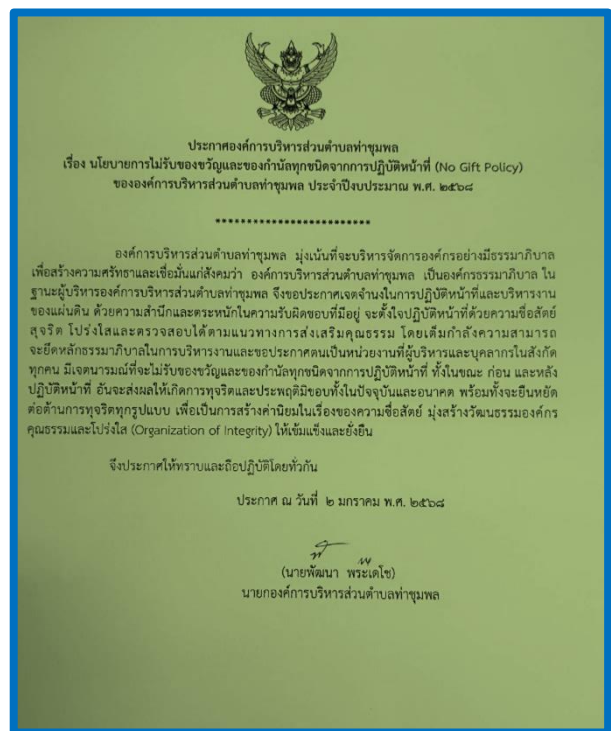 ประกาศองค์การบริหารส่วนตำบลท่าชุมพล
เรื่อง นโยบายการไม่รับของขวัญและของกำนัลทุกชนิดจากการปฏิบัติหน้าที่ (No Gift Policy)
ขององค์การบริหารส่วนตำบลท่าชุมพล ประจำปีงบประมาณ พ.ศ. ๒๕๖๘
*************************
องค์การบริหารส่วนตำบลท่าชุมพล มุ่งเน้นที่จะบริหารจัดการองค์กรอย่างมีธรรมาภิบาล
เพื่อสร้างความศรัทธาและเชื่อมั่นแก่สังคมว่า องค์การบริหารส่วนตำบลท่าชุมพล เป็นองค์กรธรรมาภิบาล ใน
ฐานะผู้บริหารองค์การบริหารส่วนตำบลท่าชุมพล จึงขอประกาศเจตจำนงในการปฏิบัติหน้าที่และบริหารงาน
ของแผ่นดิน ด้วยความสำนึกและตระหนักในความรับผิดชอบที่มีอยู่ จะตั้งใจปฏิบัติหน้าที่ด้วยความซื่อสัตย์
สุจริต โปร่งใสและตรวจสอบได้ตามแนวทางการส่งเสริมคุณธรรม โดยเต็มกำลังความสามารถ
จะยึดหลักธรรมาภิบาลในการบริหารงานและขอประกาศตนเป็นหน่วยงานที่ผู้บริหารและบุคลากรในสังกัด
ทุกคน มีเจตนารมณ์ที่จะไม่รับของขวัญและของกำนัลทุกชนิดจากการปฏิบัติหน้าที่ ทั้งในขณะ ก่อน และหลัง
ปฏิบัติหน้าที่ อันจะส่งผลให้เกิดการทุจริตและประพฤติมิชอบทั้งในปัจจุบันและอนาคต พร้อมทั้งจะยืนหยัด
ต่อต้านการทุจริตทุกรูปแบบ เพื่อเป็นการสร้างค่านิยมในเรื่องของความซื่อสัตย์ มุ่งสร้างวัฒนธรรมองค์กร
คุณธรรมและโปร่งใส (Organization of Integrity) ให้เข้มแข็งและยั่งยืน
จึงประกาศให้ทราบและถือปฏิบัติโดยทั่วกัน
ประกาศ ณ วันที่ ๒ มกราคม พ.ศ. ๒๕๖๘
(นายพัฒนา พระเดโช)
นายกองค์การบริหารส่วนตำบลท่าชุมพล